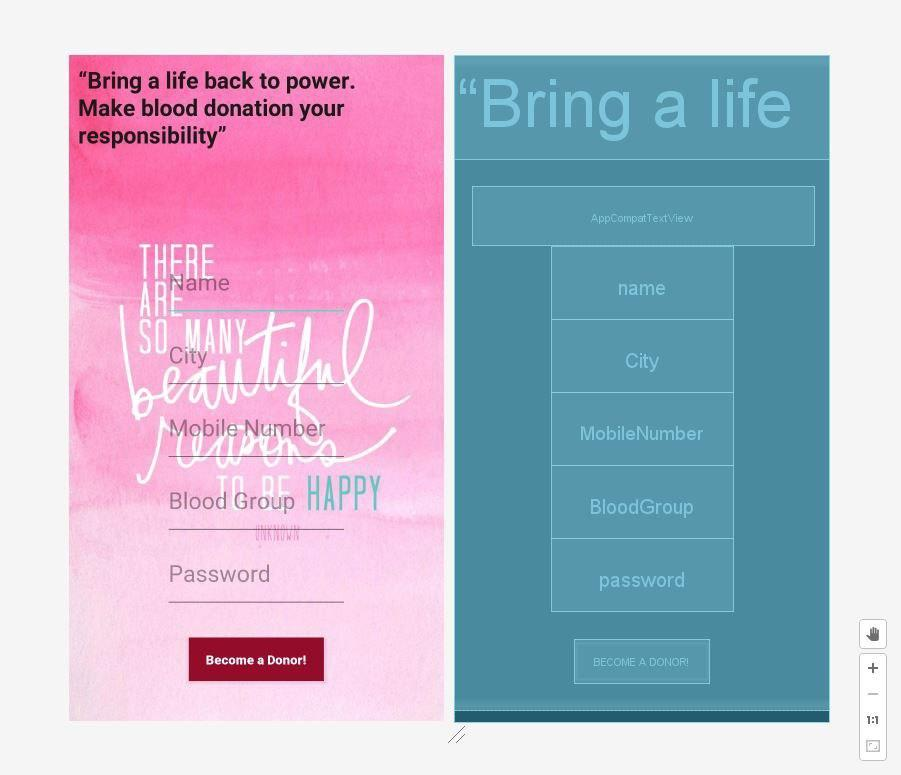 “Bring a life back to power.
Make blood donation your
responsibility”
THERE
ARE
SO MANY
beautiful
reasons
TO BE HAPPY
UNKNOWN
Name
City
Mobile Number
Blood Group
Password
Become a Donor!
“Bring a life
AppCompatTextView
name
City
MobileNumber
BloodGroup
password
BECOME A DONOR!
1:1